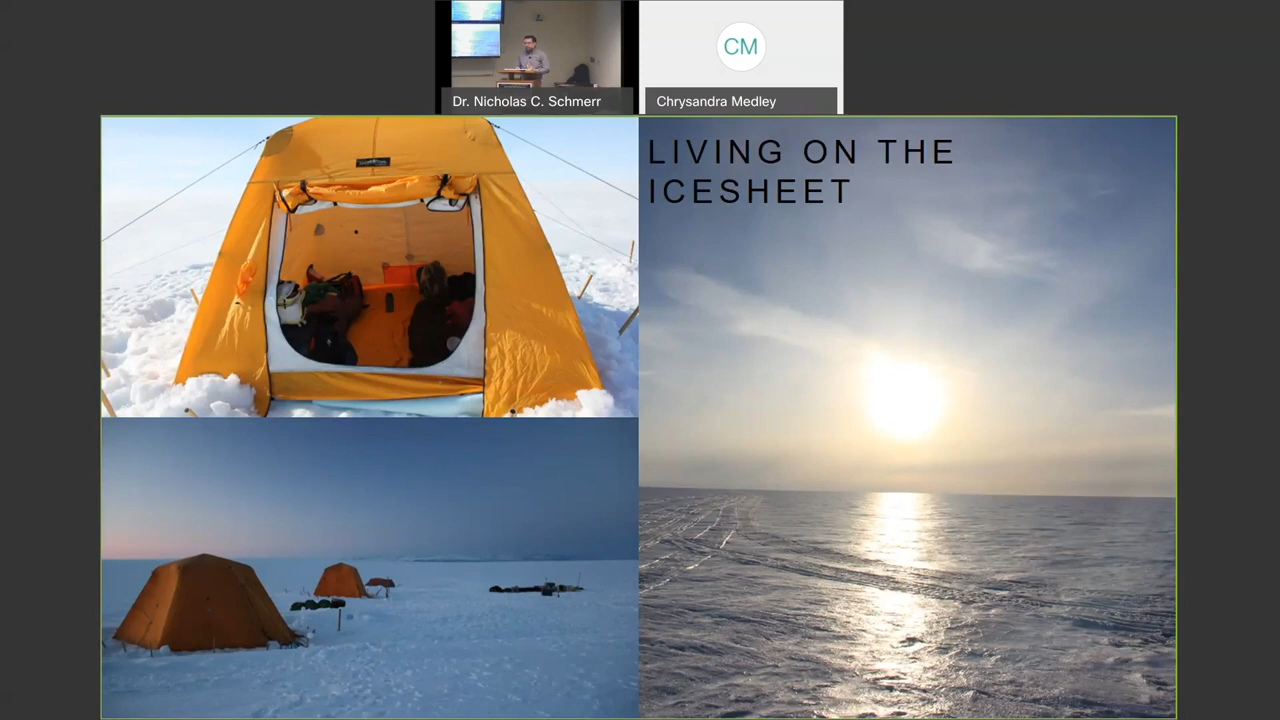 Dr. Nicholas C. Schmerr
CM
Chrysandra Medley
LIVING ON THE
ICESHEET